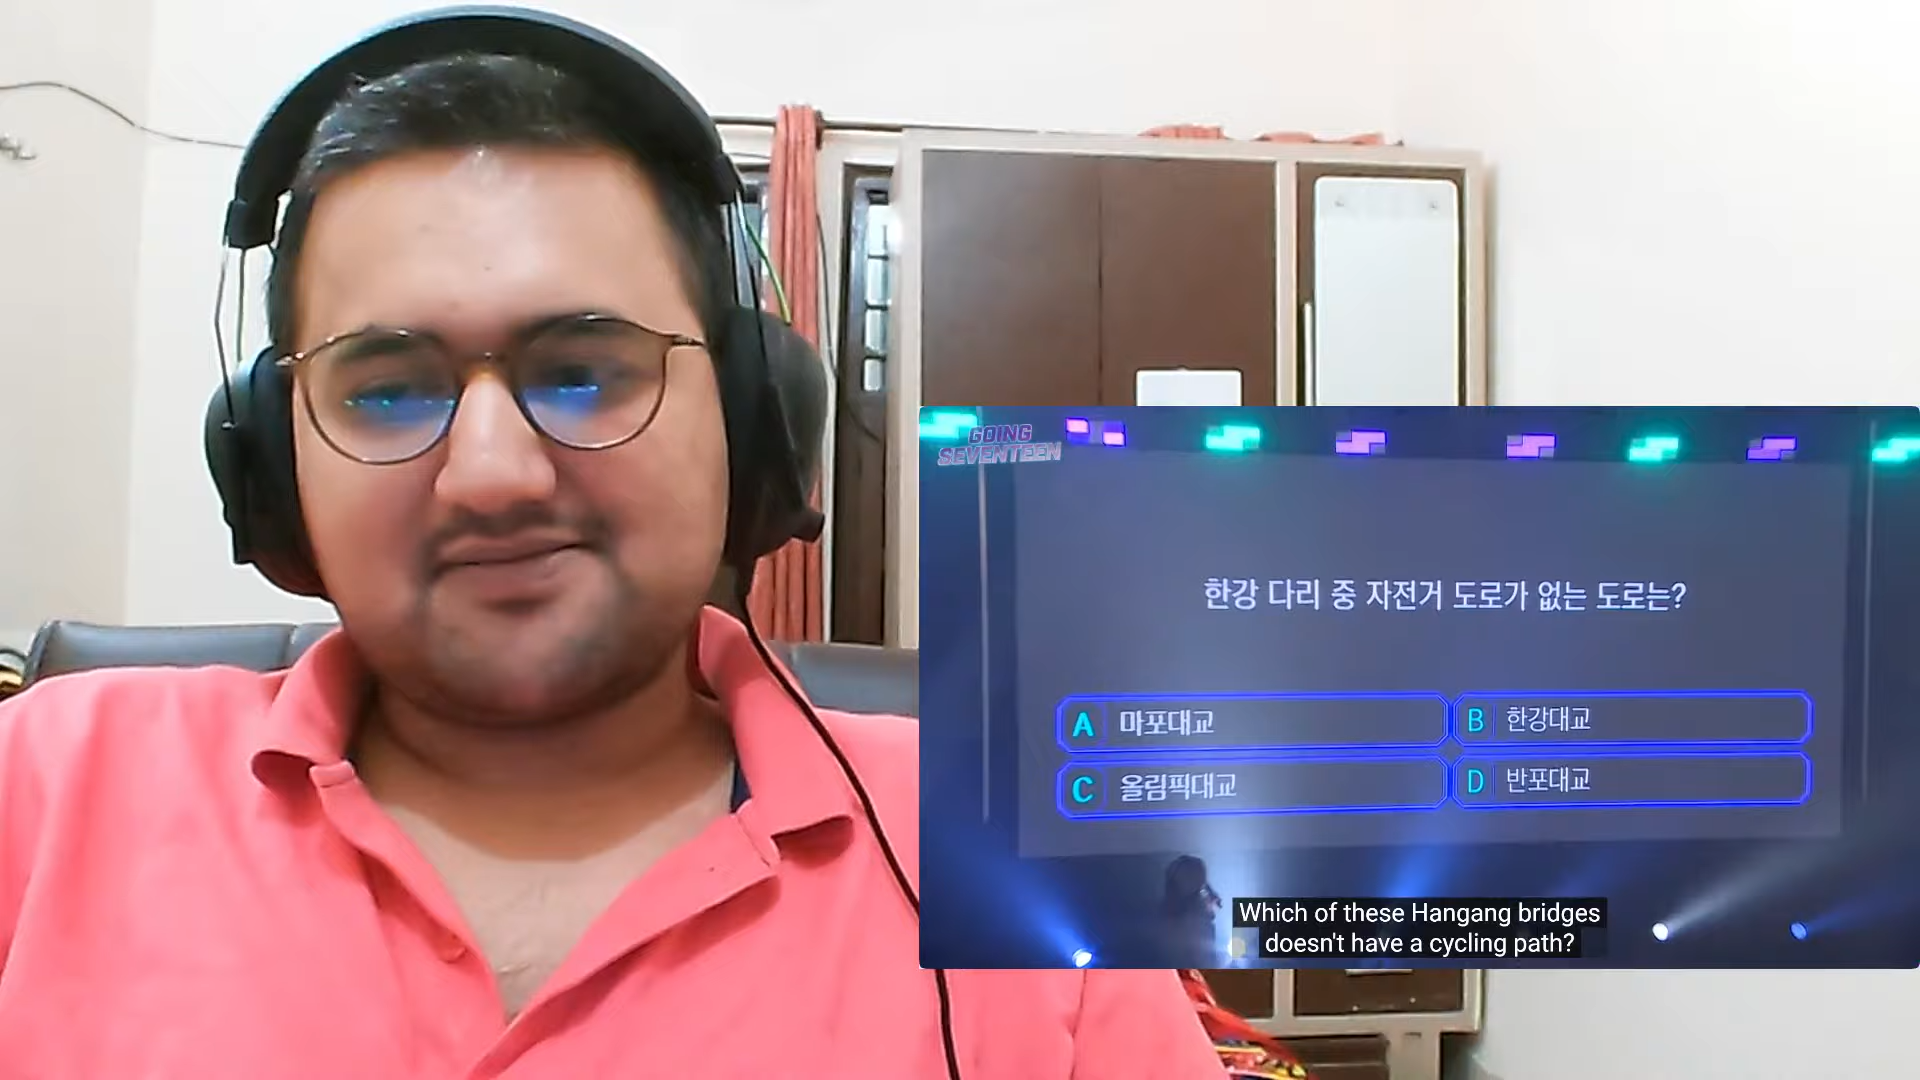 GOING
SEVENTEEN
한강 다리 중 자전거 도로가 없는 도로는?
A 마포대교
B 한강대교
C 올림픽대교
D 반포대교
Which of these Hangang bridges
doesn't have a cycling path?